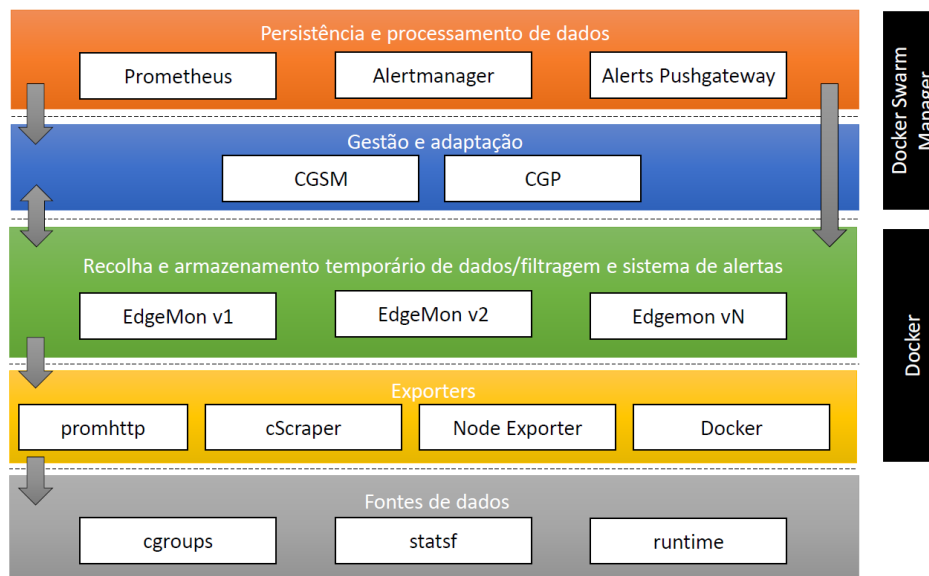 Persistência e processamento de dados
Prometheus
Alertmanager
Alerts Pushgateway
Gestão e adaptação
CGSM
CGP
Docker Swarm
Manager
Recolha e armazenamento temporário de dados/filtragem e sistema de alertas
EdgeMon v1
EdgeMon v2
Edgemon vN
Docker
Exporters
promhttp
cScraper
Node Exporter
Docker
Fontes de dados
cgroups
statsf
runtime